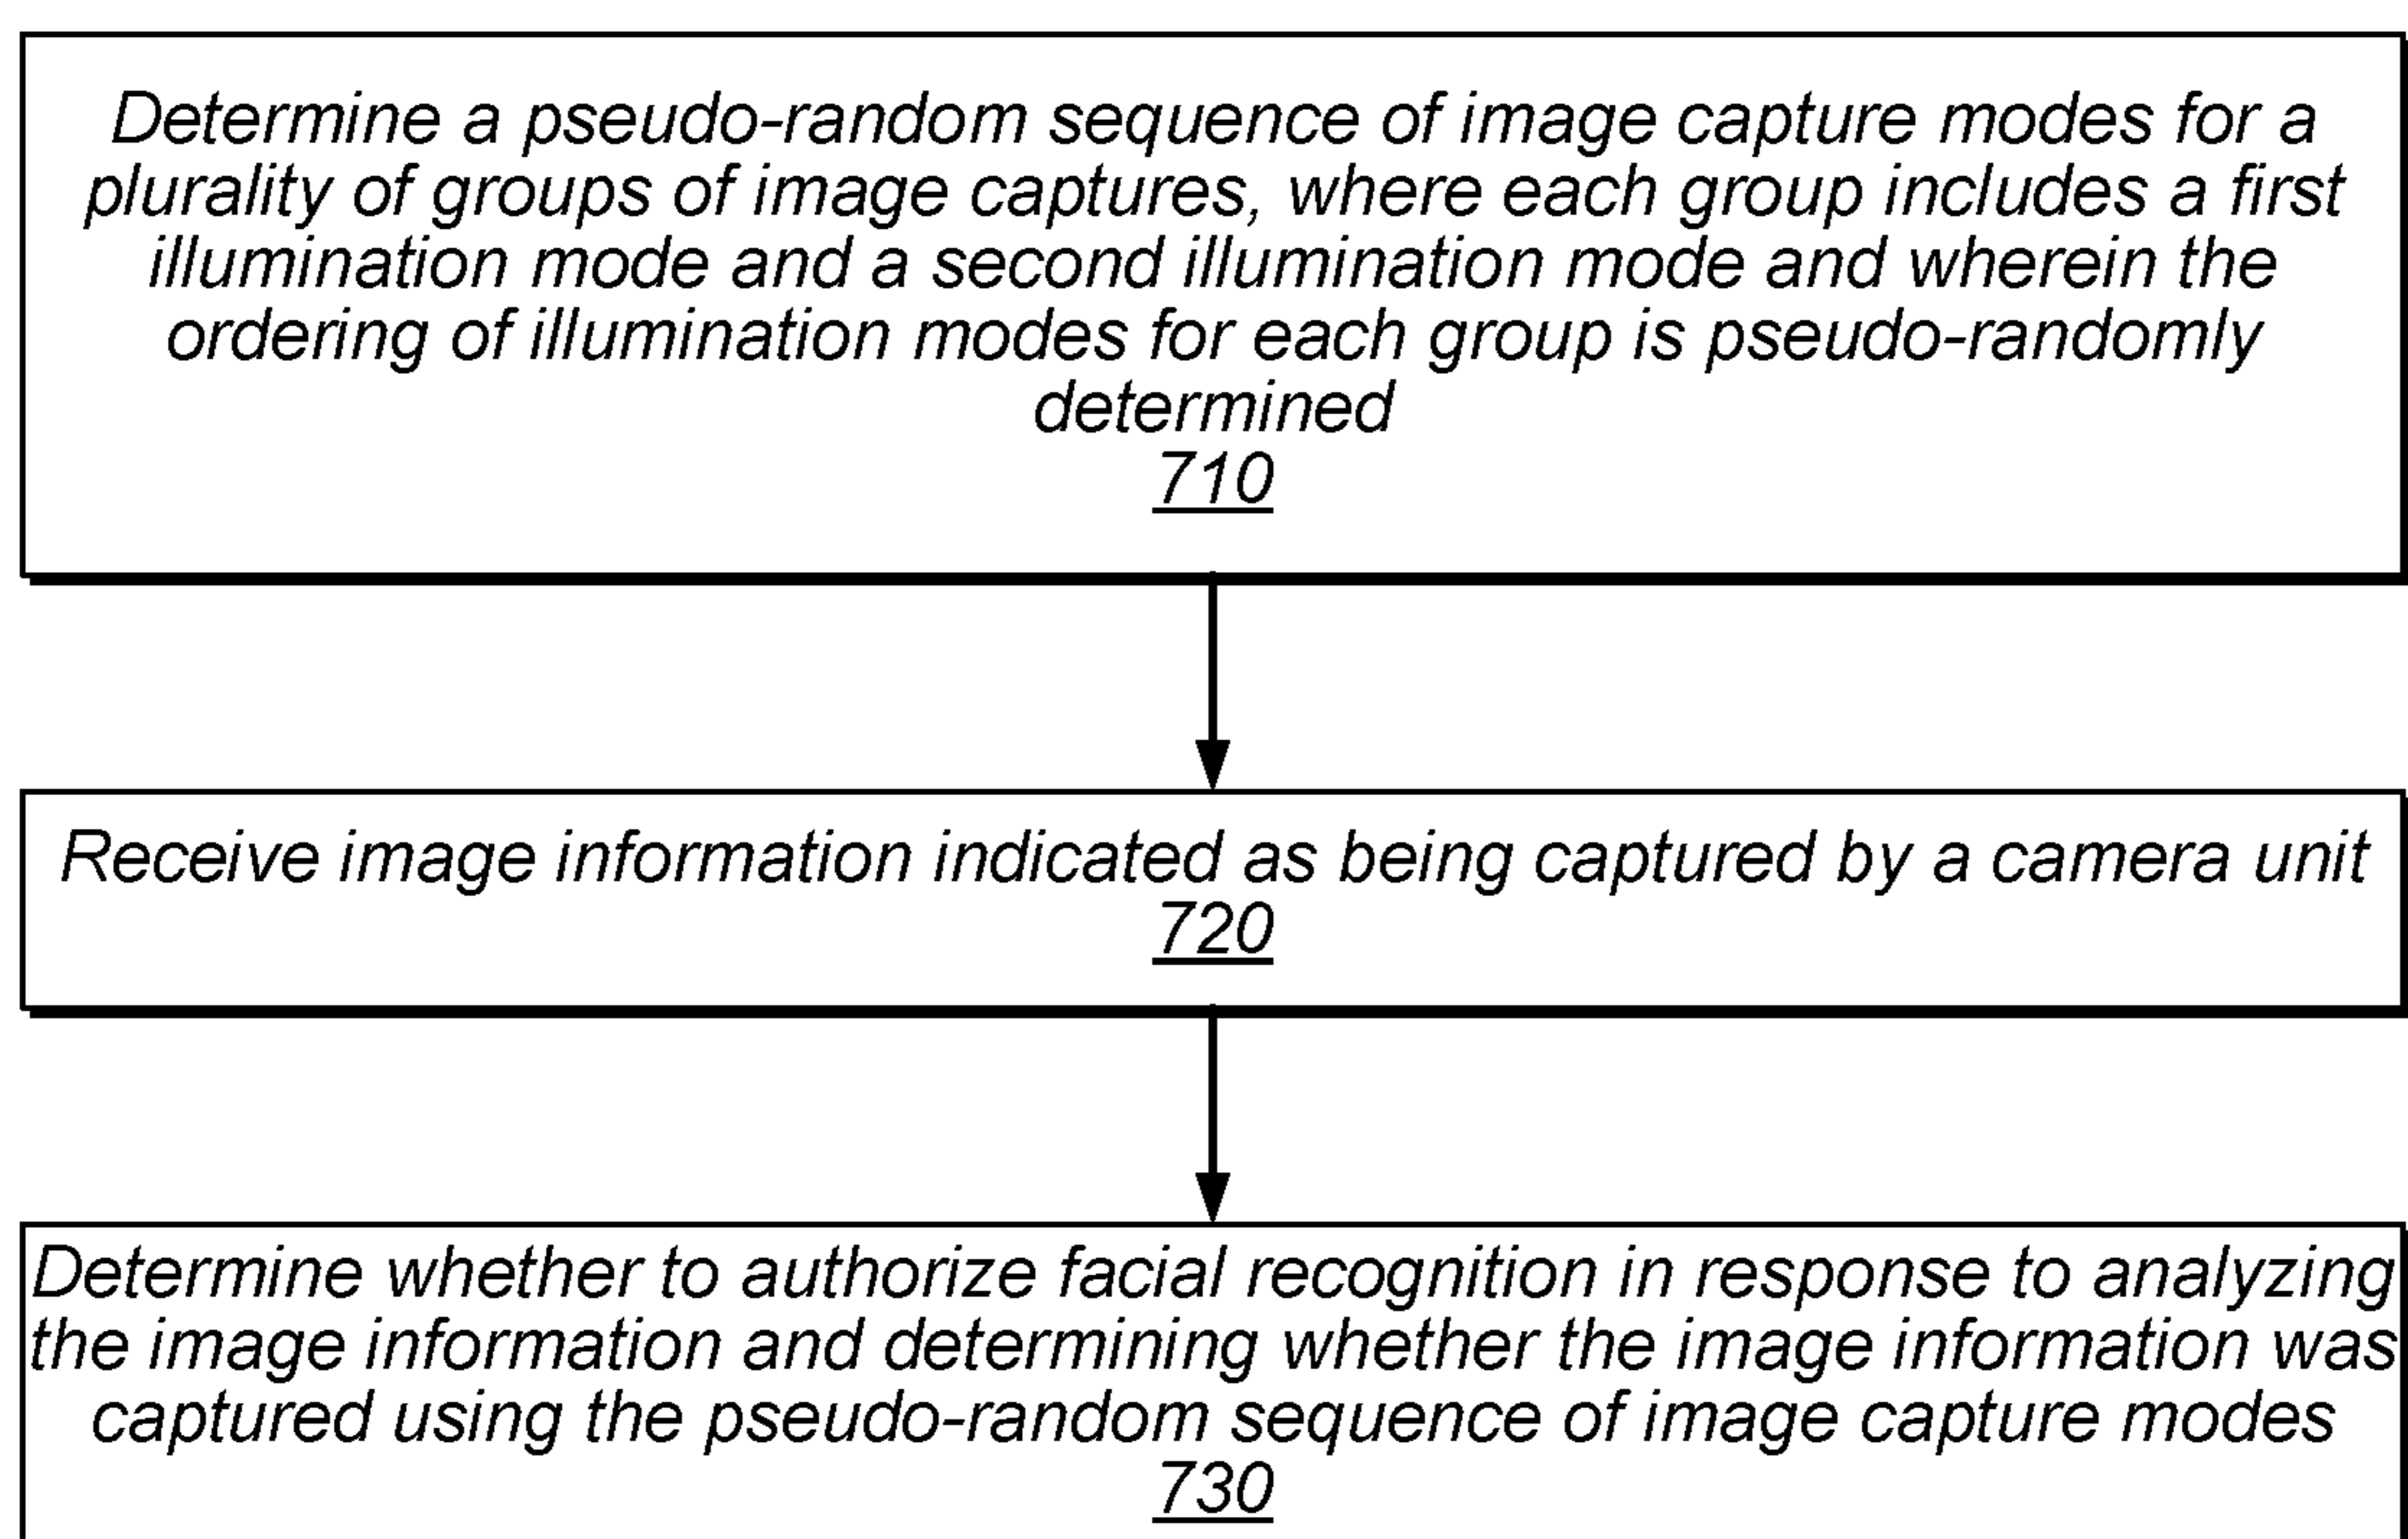 Determine a pseudo-random sequence of image capture modes for a
plurality of groups of image captures, where each group includes a first
illumination mode and a second illumination mode and wherein the
ordering of illumination modes for each group is pseudo-randomly
determined
710
Receive image information indicated as being captured by a camera unit
720
Determine whether to authorize facial recognition in response to analyzing
the image information and determining whether the image information was
captured using the pseudo-random sequence of image capture modes
730